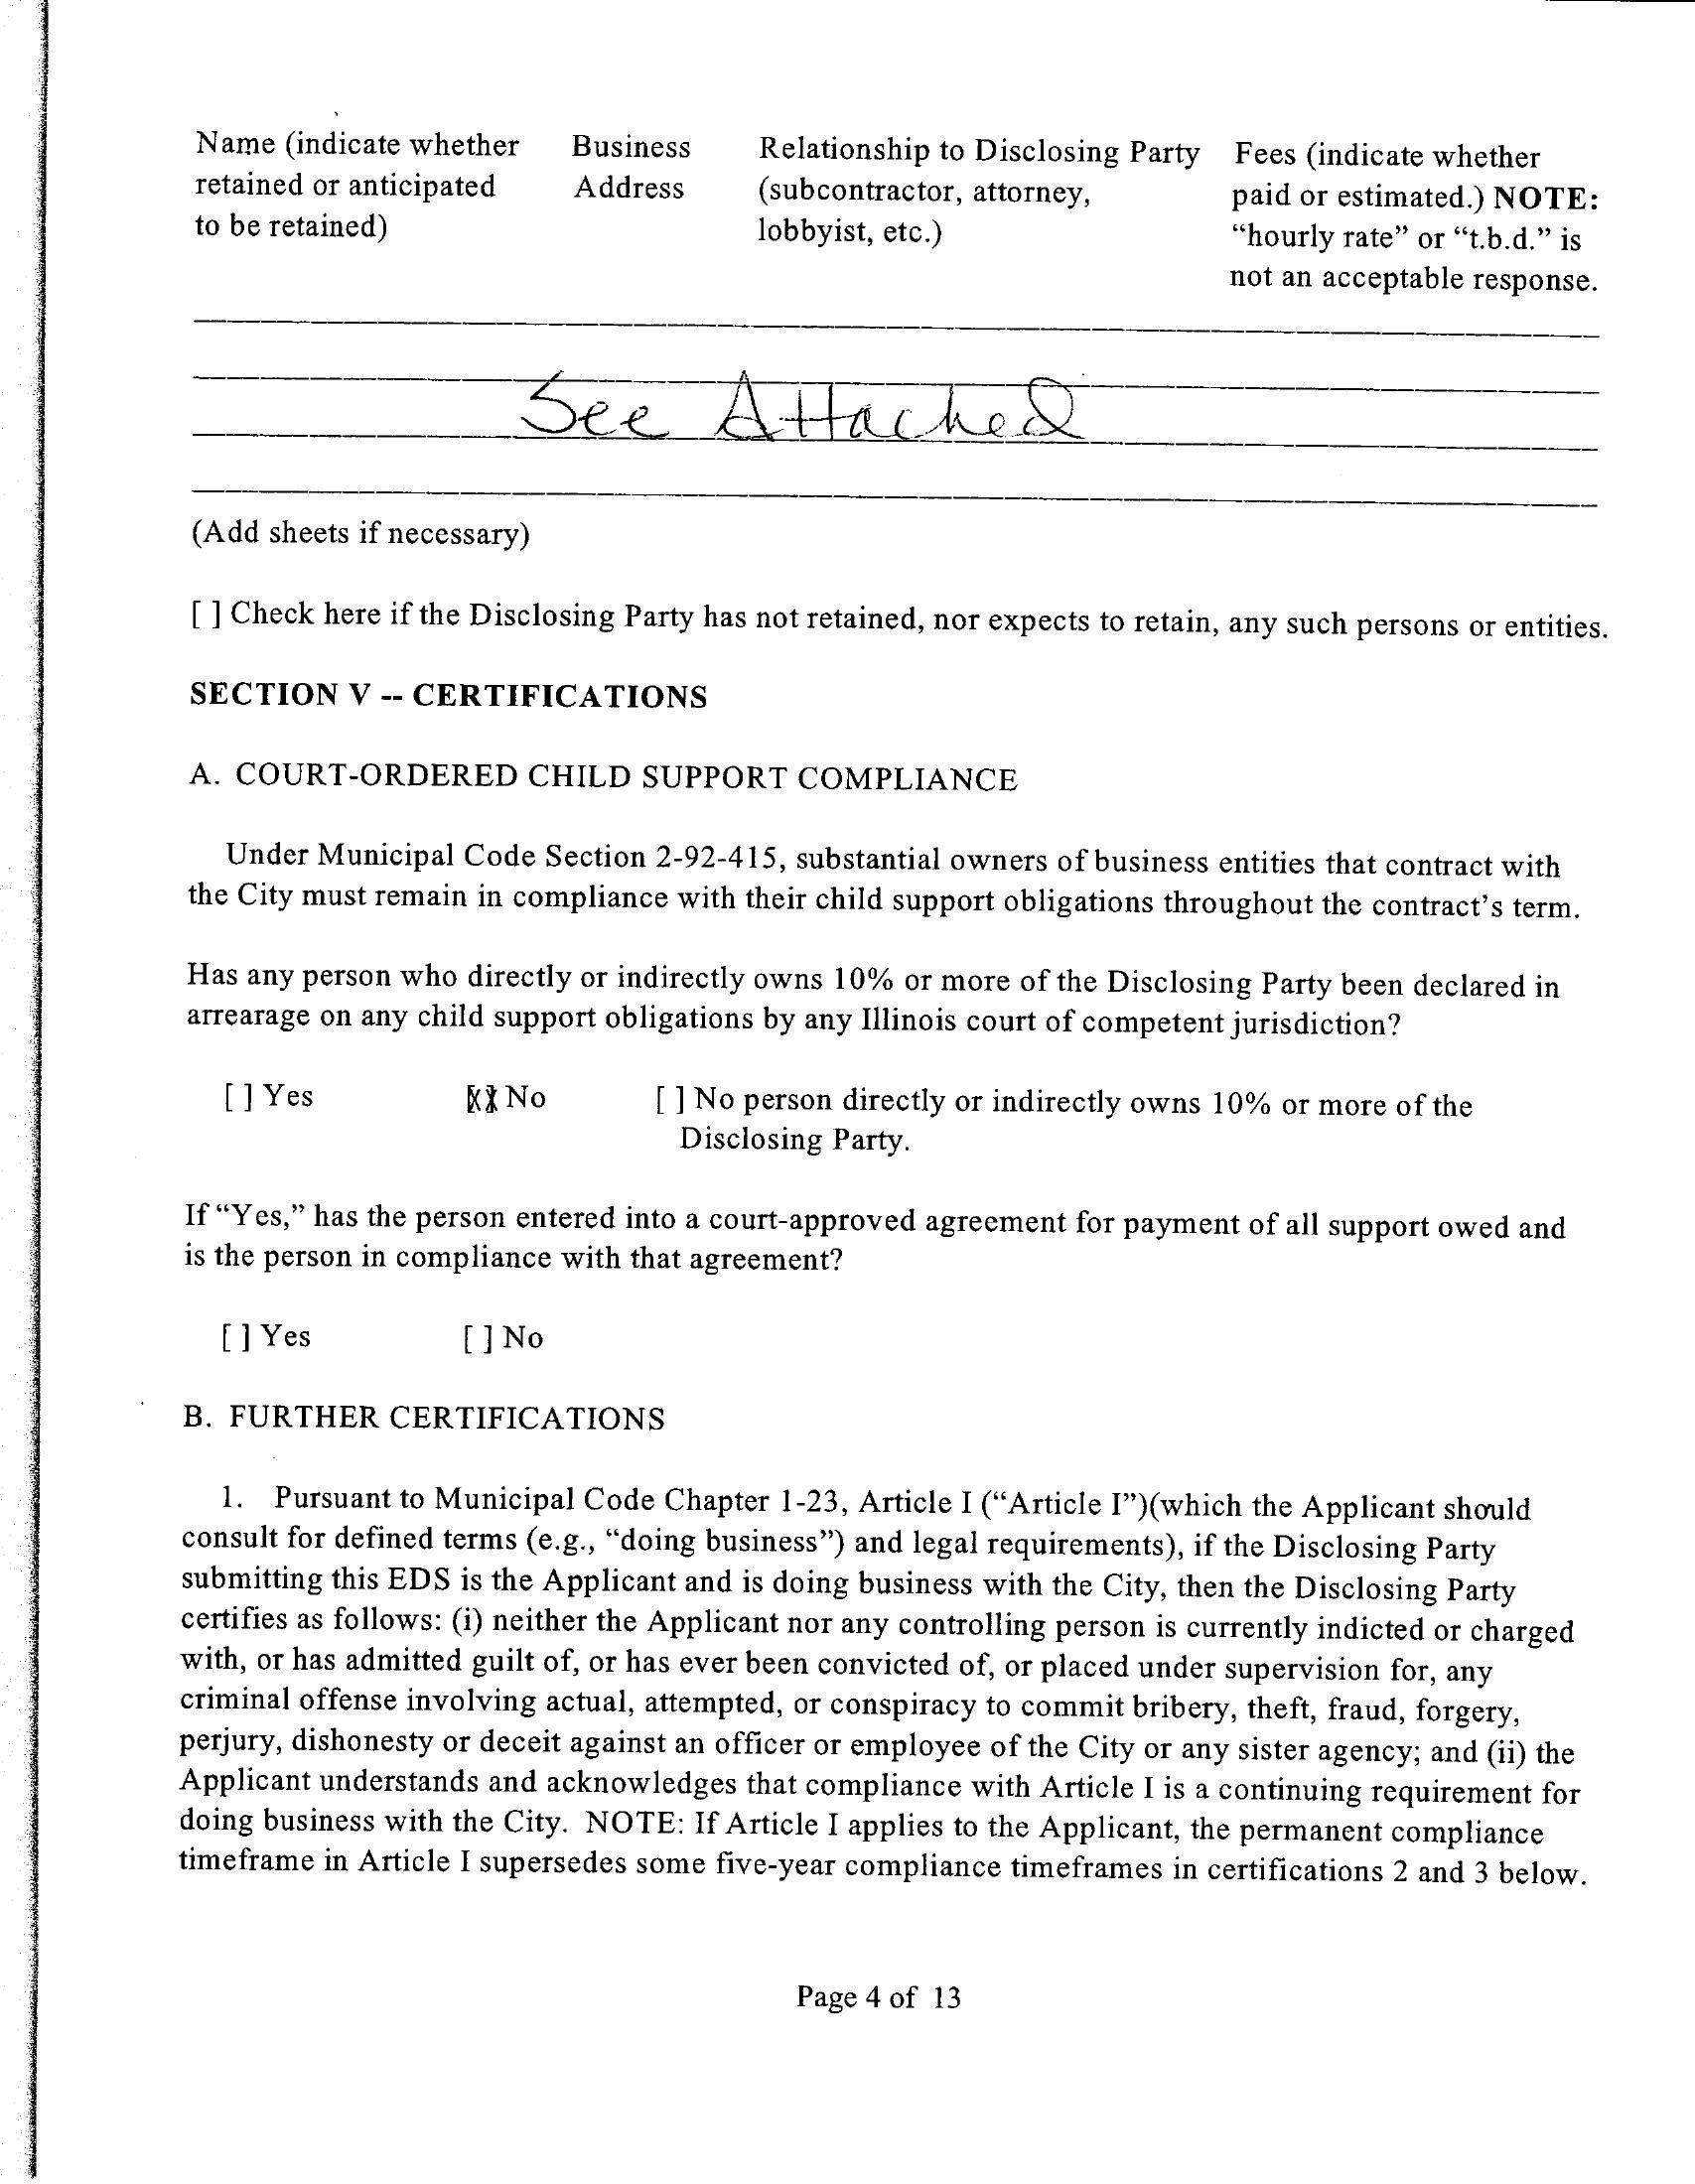 Name (indicate whether Business Relationship to Disclosing Party Fees (indicate whether
retained or anticipated Address (subcontractor, attorney, paid or estimated.) NOTE:
to be retained) lobbyist, etc.) “hourly rate” or “t.b.d.” is
not an acceptable response.
See Attached
(Add sheets if necessary)
[ ] Check here if the Disclosing Party has not retained, nor expects to retain, any such persons or entities.
SECTION V -- CERTIFICATIONS
A. COURT-ORDERED CHILD SUPPORT COMPLIANCE
Under Municipal Code Section 2-92-415, substantial owners of business entities that contract with
the City must remain in compliance with their child support obligations throughout the contract’s term.
Has any person who directly or indirectly owns 10% or more of the Disclosing Party been declared in
arrearage on any child support obligations by any Illinois court of competent jurisdiction?
[ ] Yes [X] No [ ] No person directly or indirectly owns 10% or more of the
Disclosing Party.
If “Yes,” has the person entered into a court-approved agreement for payment of all support owed and
is the person in compliance with that agreement?
[ ] Yes [ ] No
B. FURTHER CERTIFICATIONS
1. Pursuant to Municipal Code Chapter 1-23, Article I (“Article I”)(which the Applicant should
consult for defined terms (e.g., “doing business”) and legal requirements), if the Disclosing Party
submitting this EDS is the Applicant and is doing business with the City, then the Disclosing Party
certifies as follows: (i) neither the Applicant nor any controlling person is currently indicted or charged
with, or has admitted guilt of, or has ever been convicted of, or placed under supervision for, any
criminal offense involving actual, attempted, or conspiracy to commit bribery, theft, fraud, forgery,
perjury, dishonesty or deceit against an officer or employee of the City or any sister agency; and (ii) the
Applicant understands and acknowledges that compliance with Article I is a continuing requirement for
doing business with the City. NOTE: If Article I applies to the Applicant, the permanent compliance
timeframe in Article I supersedes some five-year compliance timeframes in certifications 2 and 3 below.
Page 4 of 13